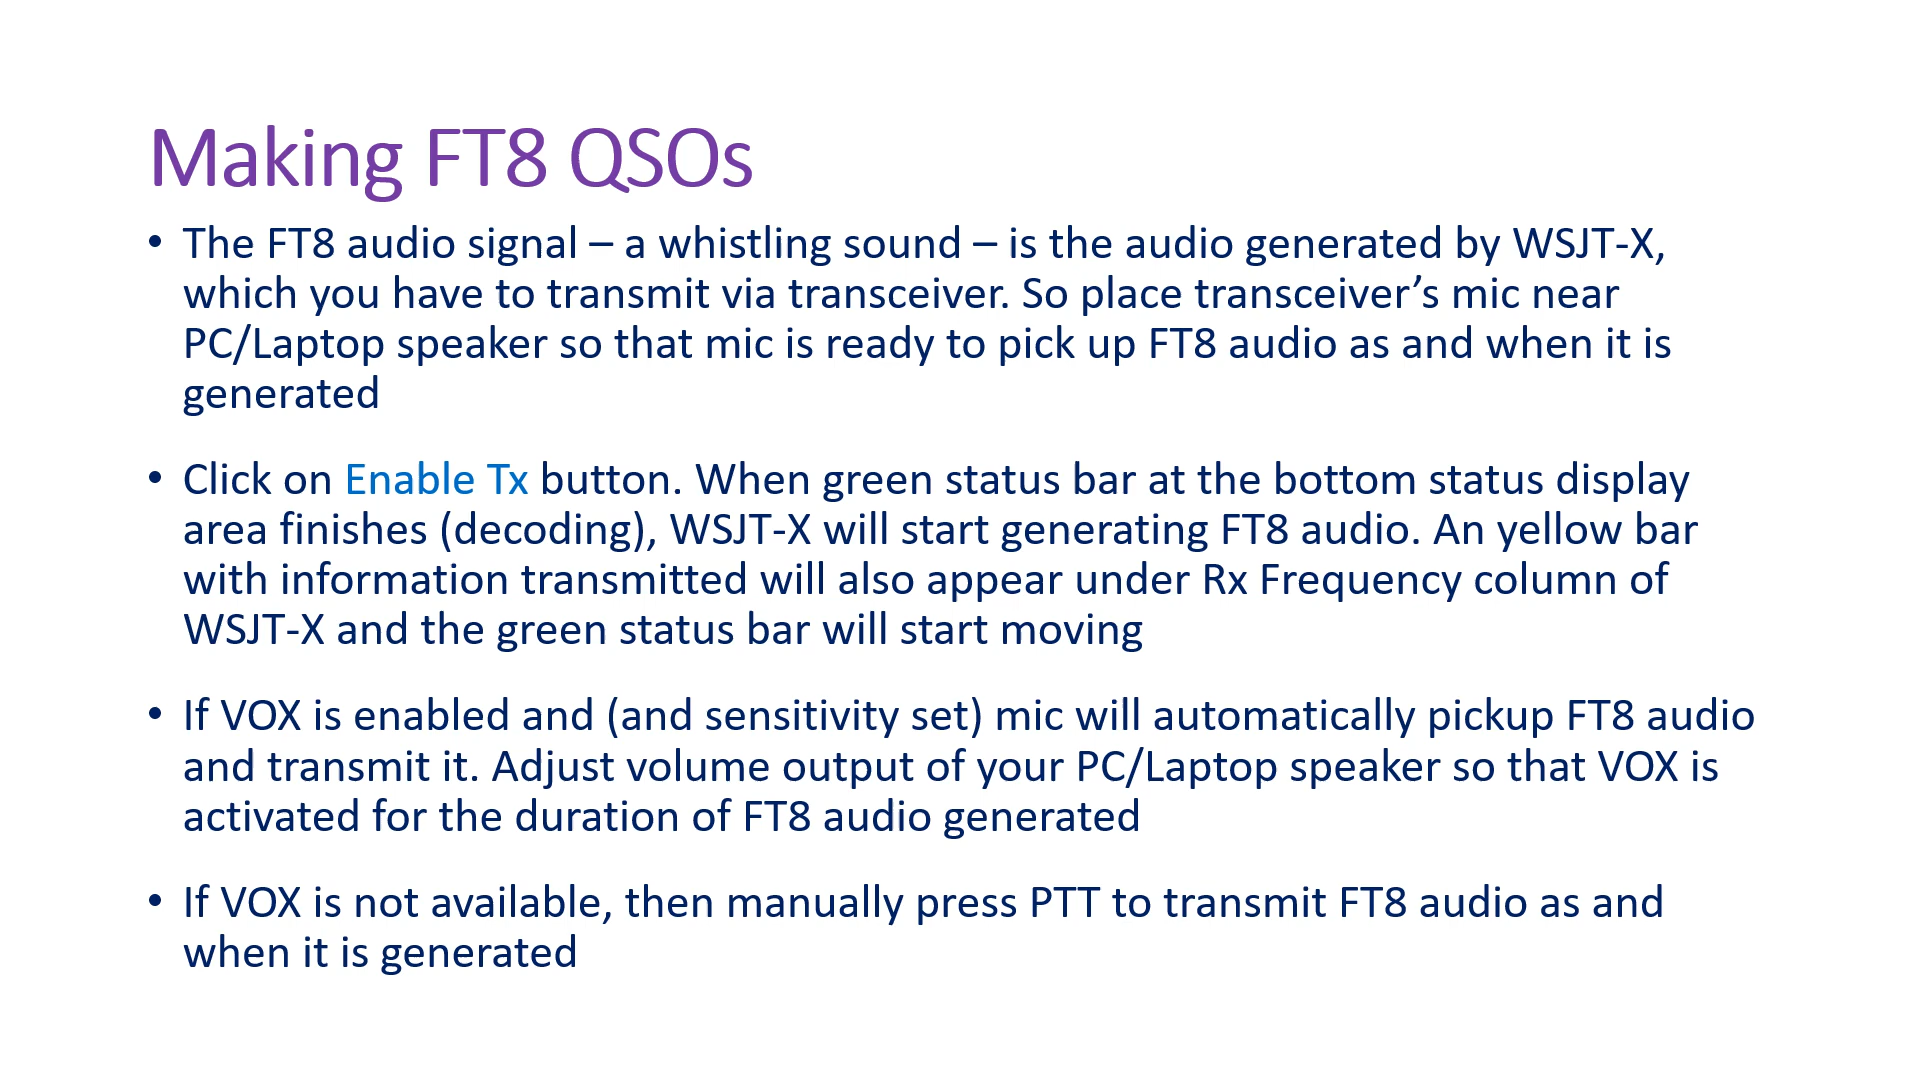 Making FT8 QSOs
• The FT8 audio signal – a whistling sound – is the audio generated by WSJT-X,
which you have to transmit via transceiver. So place transceiver’s mic near
PC/Laptop speaker so that mic is ready to pick up FT8 audio as and when it is
generated
• Click on Enable Tx button. When green status bar at the bottom status display
area finishes (decoding), WSJT-X will start generating FT8 audio. An yellow bar
with information transmitted will also appear under Rx Frequency column of
WSJT-X and the green status bar will start moving
• If VOX is enabled and (and sensitivity set) mic will automatically pickup FT8 audio
and transmit it. Adjust volume output of your PC/Laptop speaker so that VOX is
activated for the duration of FT8 audio generated
• If VOX is not available, then manually press PTT to transmit FT8 audio as and
when it is generated